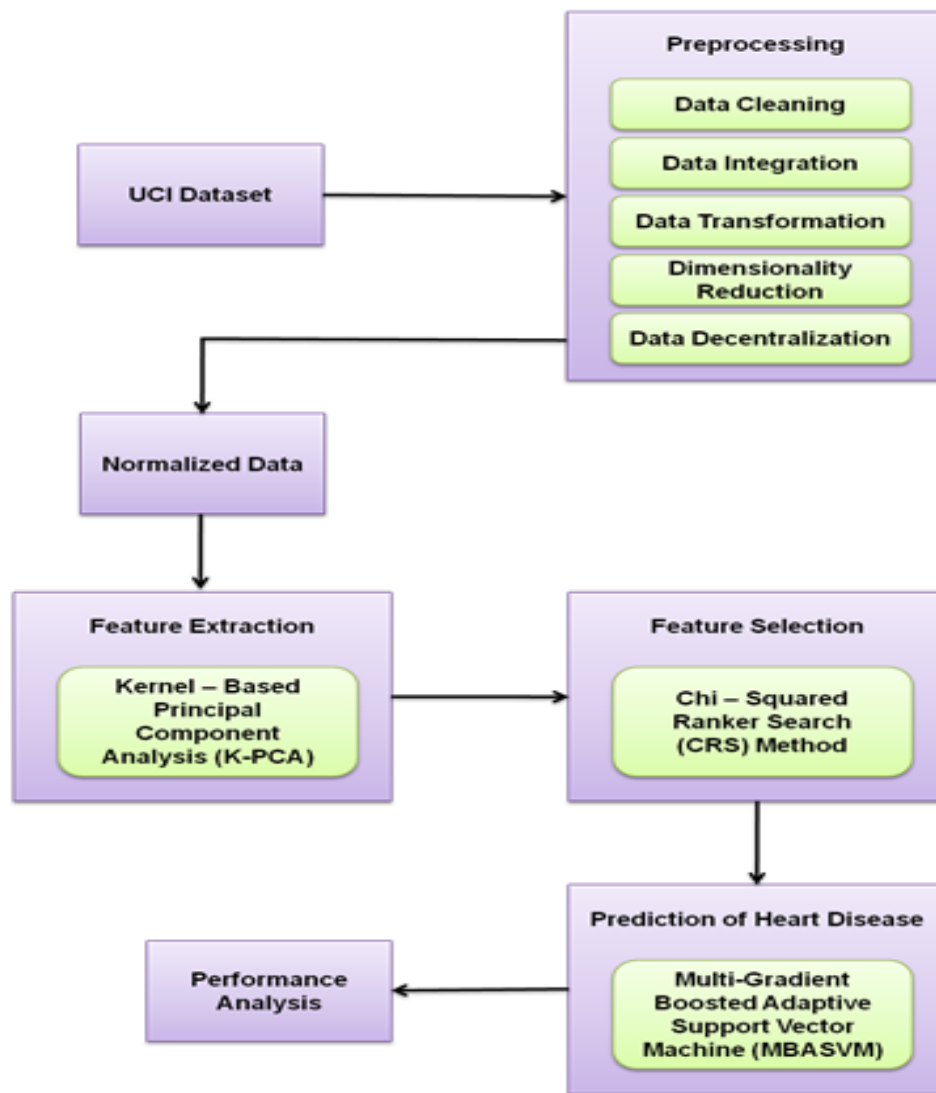 UCI Dataset
Preprocessing
Data Cleaning
Data Integration
Data Transformation
Dimensionality
Reduction
Data Decentralization
Normalized Data
Feature Extraction
Kernel – Based
Principal
Component
Analysis (K-PCA)
Feature Selection
Chi – Squared
Ranker Search
(CRS) Method
Prediction of Heart Disease
Multi-Gradient
Boosted Adaptive
Support Vector
Machine (MBASVM)
Performance
Analysis